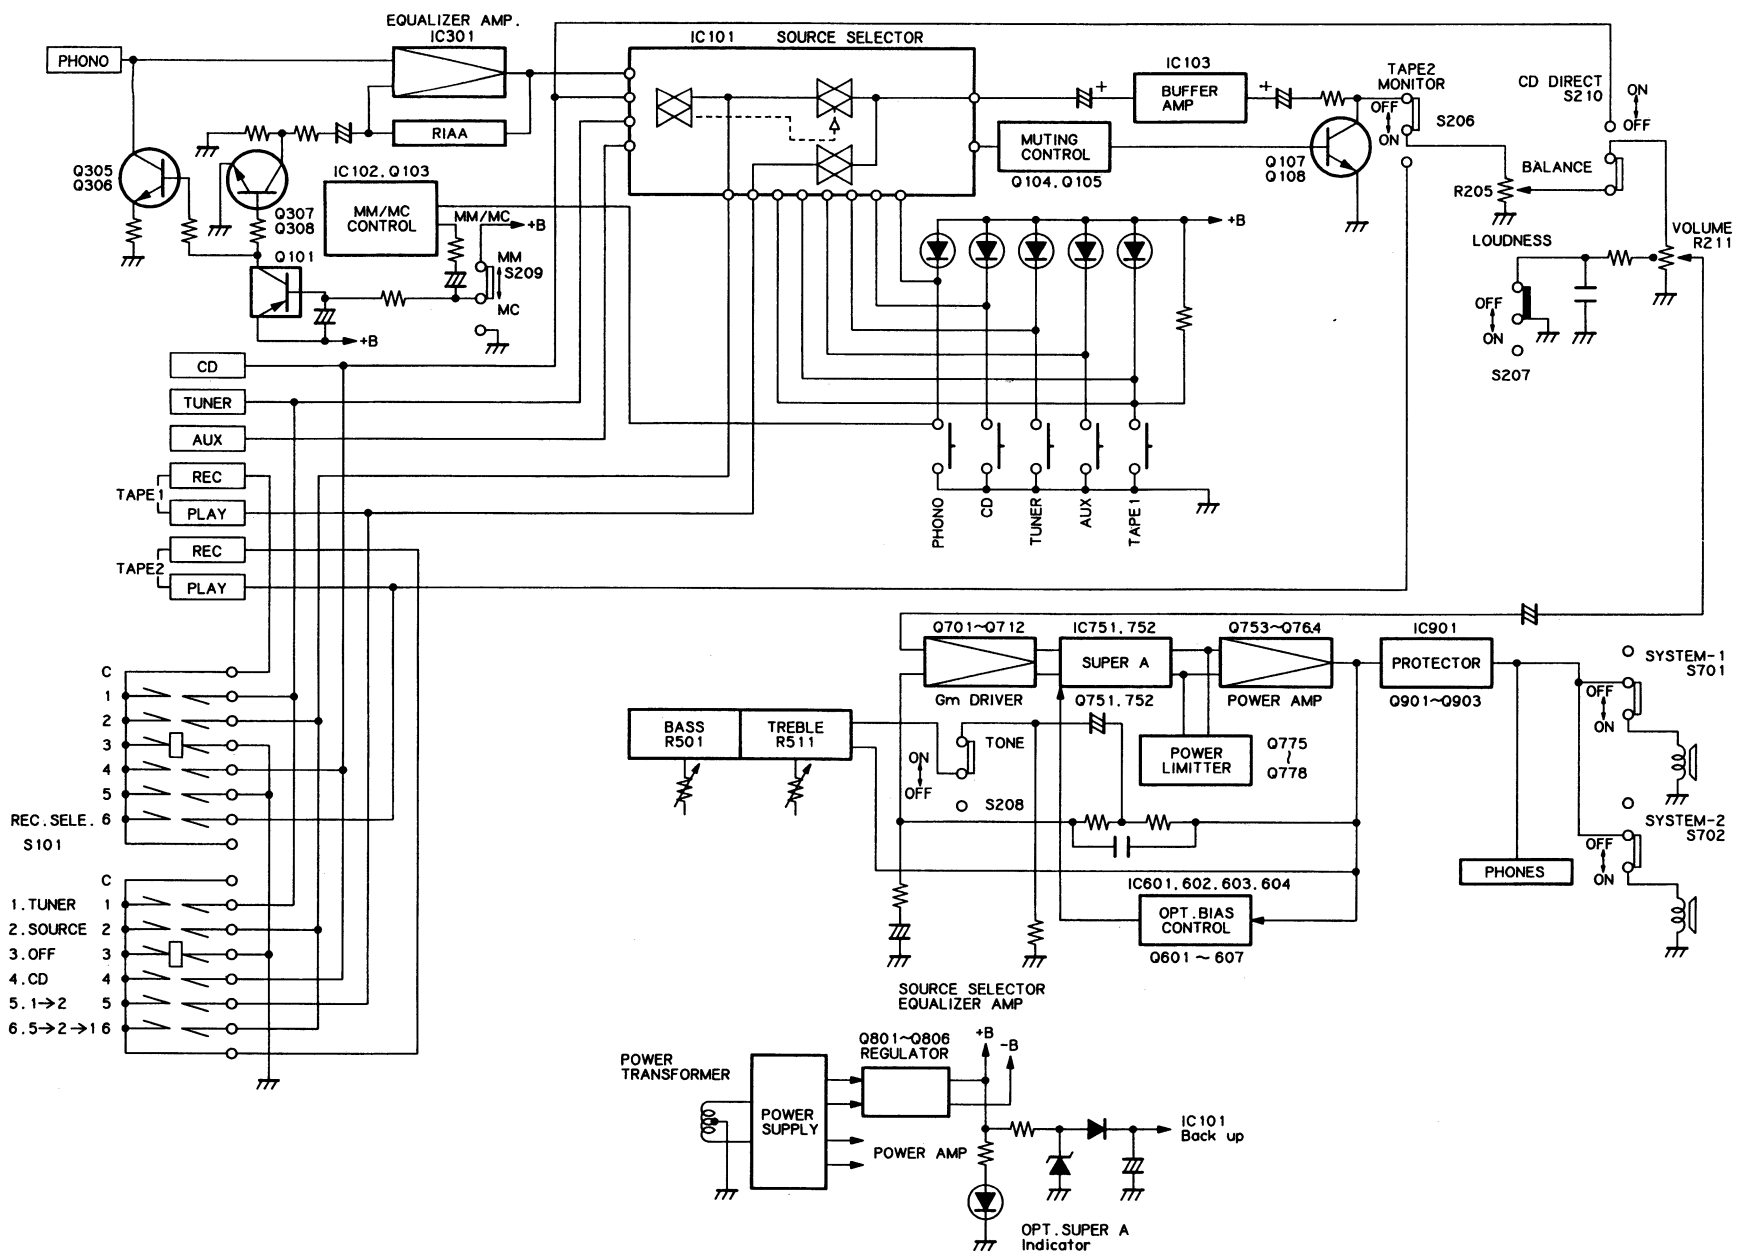 EQUALIZER AMP.
IC301
PHONO
RIAA
IC101 SOURCE SELECTOR
IC103
BUFFER
AMP
+
+
TAPE2
MONITOR
OFF
ON
S206
CD DIRECT
S210
ON
OFF
MUTING
CONTROL
Q104, Q105
Q107
Q108
BALANCE
R205
VOLUME
R211
LOUDNESS
OFF
ON
S207
Q305
Q306
Q307
Q308
Q101
IC102, Q103
MM/MC
CONTROL
MM/MC
+B
MM
S209
MC
+B
+B
CD
TUNER
AUX
TAPE1
REC
PLAY
TAPE2
REC
PLAY
PHONO
CD
TUNER
AUX
TAPE1
C
1
2
3
4
5
REC.SELE. 6
S101
C
1.TUNER 1
2.SOURCE 2
3.OFF 3
4.CD 4
5.1→2 5
6.5→2→1 6
Q701~Q712
Gm DRIVER
IC751,752
SUPER A
Q751,752
Q753~Q764
POWER AMP
IC901
PROTECTOR
Q901~Q903
SYSTEM-1
S701
OFF
ON
SYSTEM-2
S702
OFF
ON
BASS
R501
TREBLE
R511
ON
OFF
TONE
S208
POWER
LIMITTER
Q775
~
Q778
PHONES
IC601,602,603,604
OPT.BIAS
CONTROL
Q601~607
SOURCE SELECTOR
EQUALIZER AMP
+B
-B
Q801~Q806
REGULATOR
POWER
TRANSFORMER
POWER
SUPPLY
POWER AMP
IC101
Back up
OPT.SUPER A
Indicator